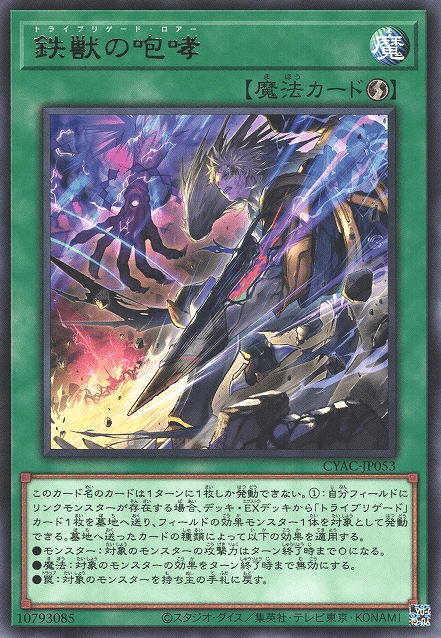 トライブリゲード・ロアー
鉄獣の咆哮
魔
【魔法カード】
CYAC-JP053
このカード名のカードは1ターンに1枚しか発動できない。①:自分フィールドに
リンクモンスターが存在する場合、デッキ・EXデッキから「トライブリゲード」
カード1枚を墓地へ送り、フィールドの効果モンスター1体を対象として発動
できる。墓地へ送ったカードの種類によって以下の効果を適用する。
●モンスター:対象のモンスターの攻撃力はターン終了時まで0になる。
●魔法:対象のモンスターの効果をターン終了時まで無効にする。
●罠:対象のモンスターを持ち主の手札に戻す。
10793085
©スタジオ・ダイス/集英社・テレビ東京・KONAMI